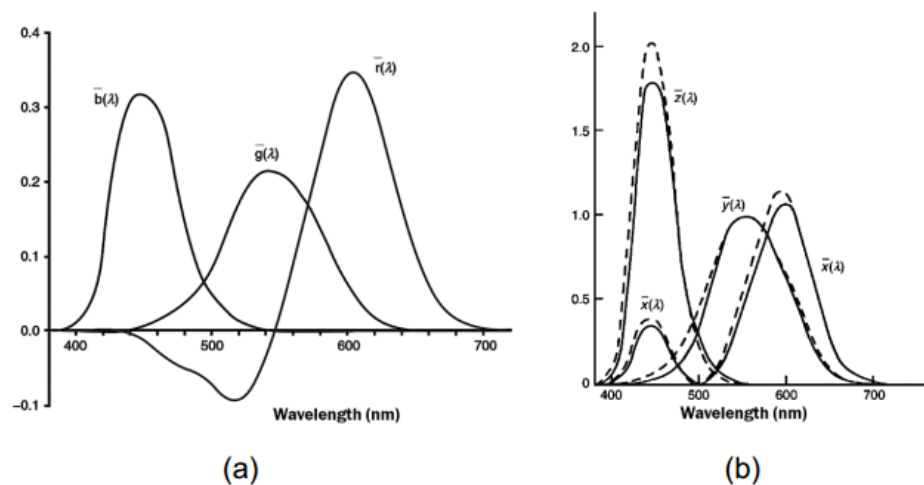 0.4
0.3
0.2
0.1
0.0
–0.1
b̄(λ)
ḡ(λ)
r̄(λ)
400
500
600
700
Wavelength (nm)
(a)
2.0
1.5
1.0
0.5
0
z̄(λ)
ȳ(λ)
x̄(λ)
x̄(λ)
400
500
600
700
Wavelength (nm)
(b)